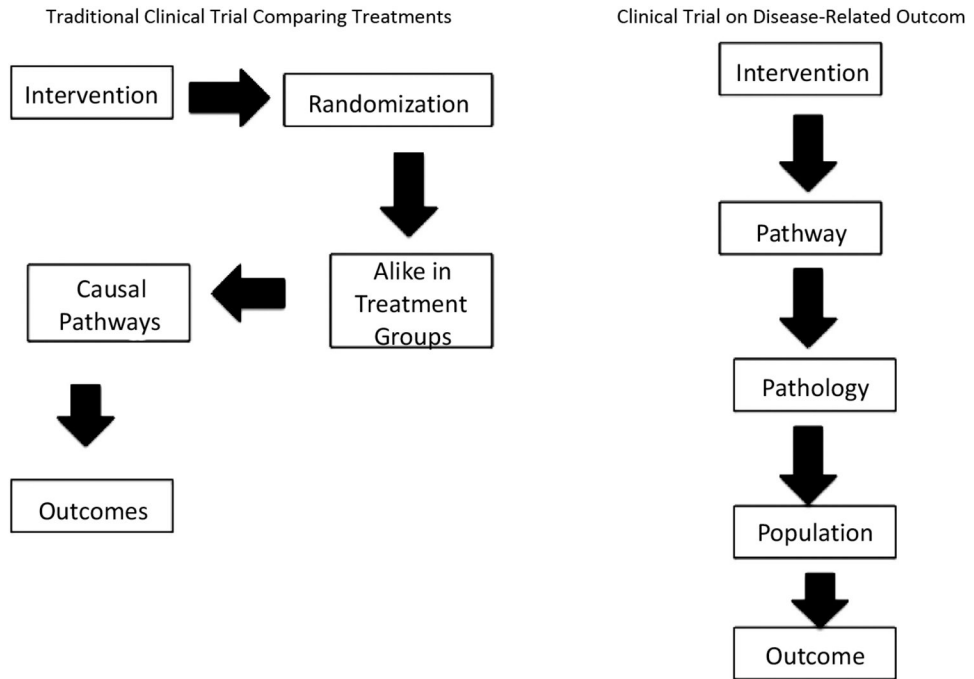 Traditional Clinical Trial Comparing Treatments
Intervention
Randomization
Alike in
Treatment
Groups
Causal
Pathways
Outcomes
Clinical Trial on Disease-Related Outcom
Intervention
Pathway
Pathology
Population
Outcome